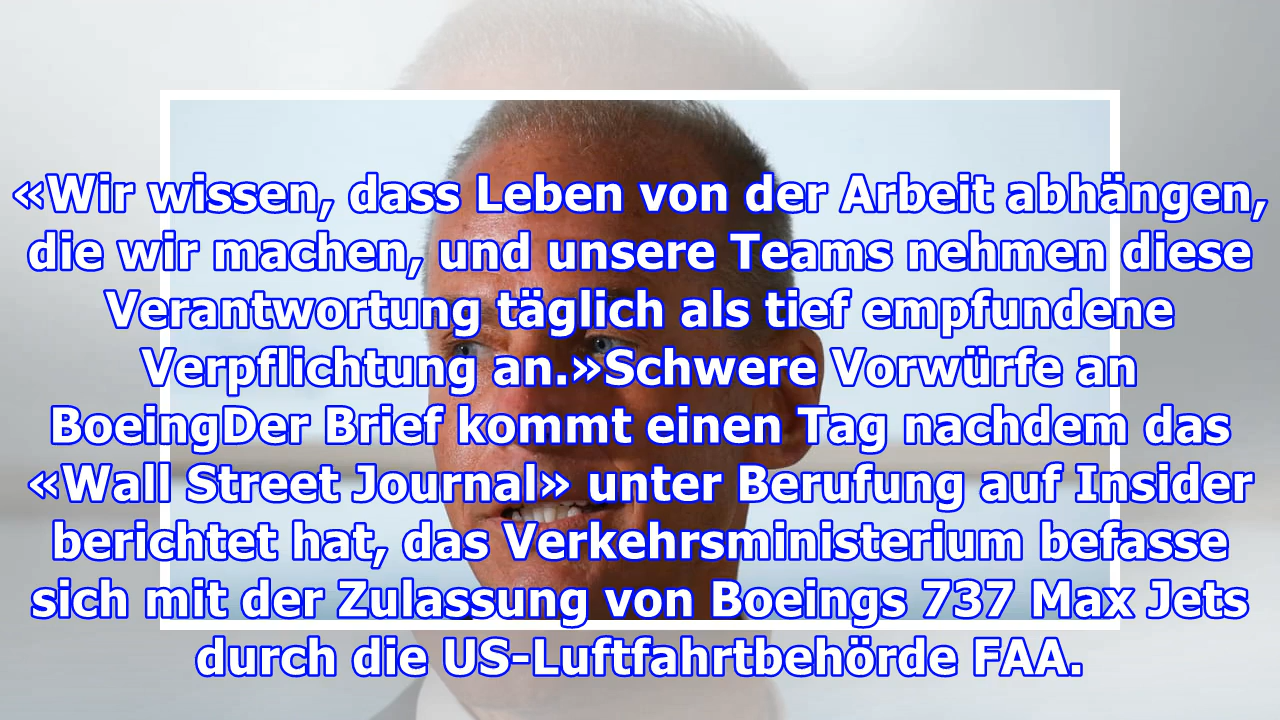 «Wir wissen, dass Leben von der Arbeit abhängen,
die wir machen, und unsere Teams nehmen diese
Verantwortung täglich als tief empfundene
Verpflichtung an.»Schwere Vorwürfe an
BoeingDer Brief kommt einen Tag nachdem das
«Wall Street Journal» unter Berufung auf Insider
berichtet hat, das Verkehrsministerium befasse
sich mit der Zulassung von Boeings 737 Max Jets
durch die US-Luftfahrtbehörde FAA.